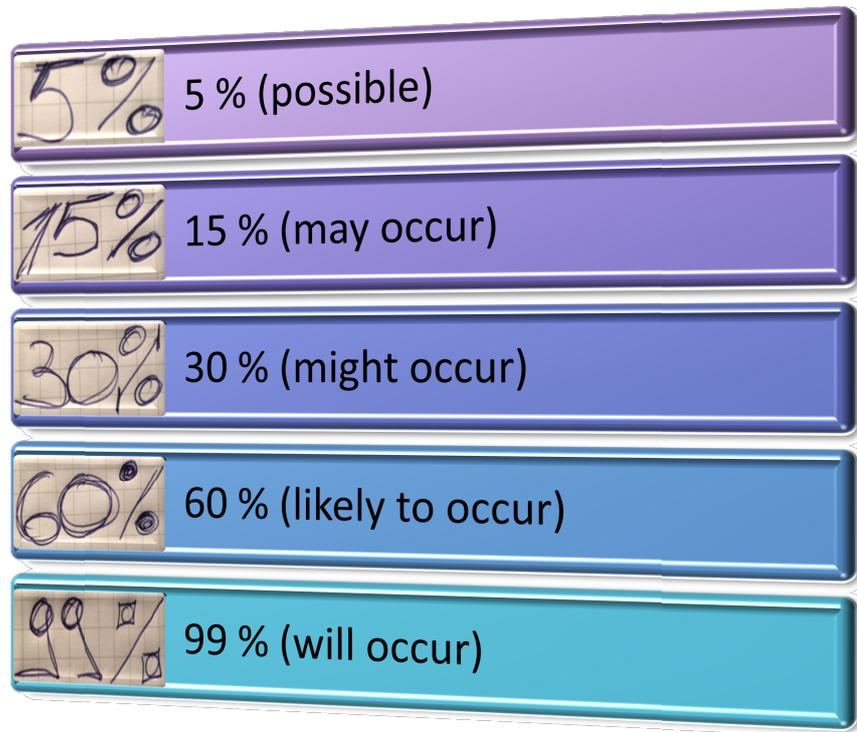 5% 5 % (possible)
15% 15 % (may occur)
30% 30 % (might occur)
60% 60 % (likely to occur)
99% 99 % (will occur)